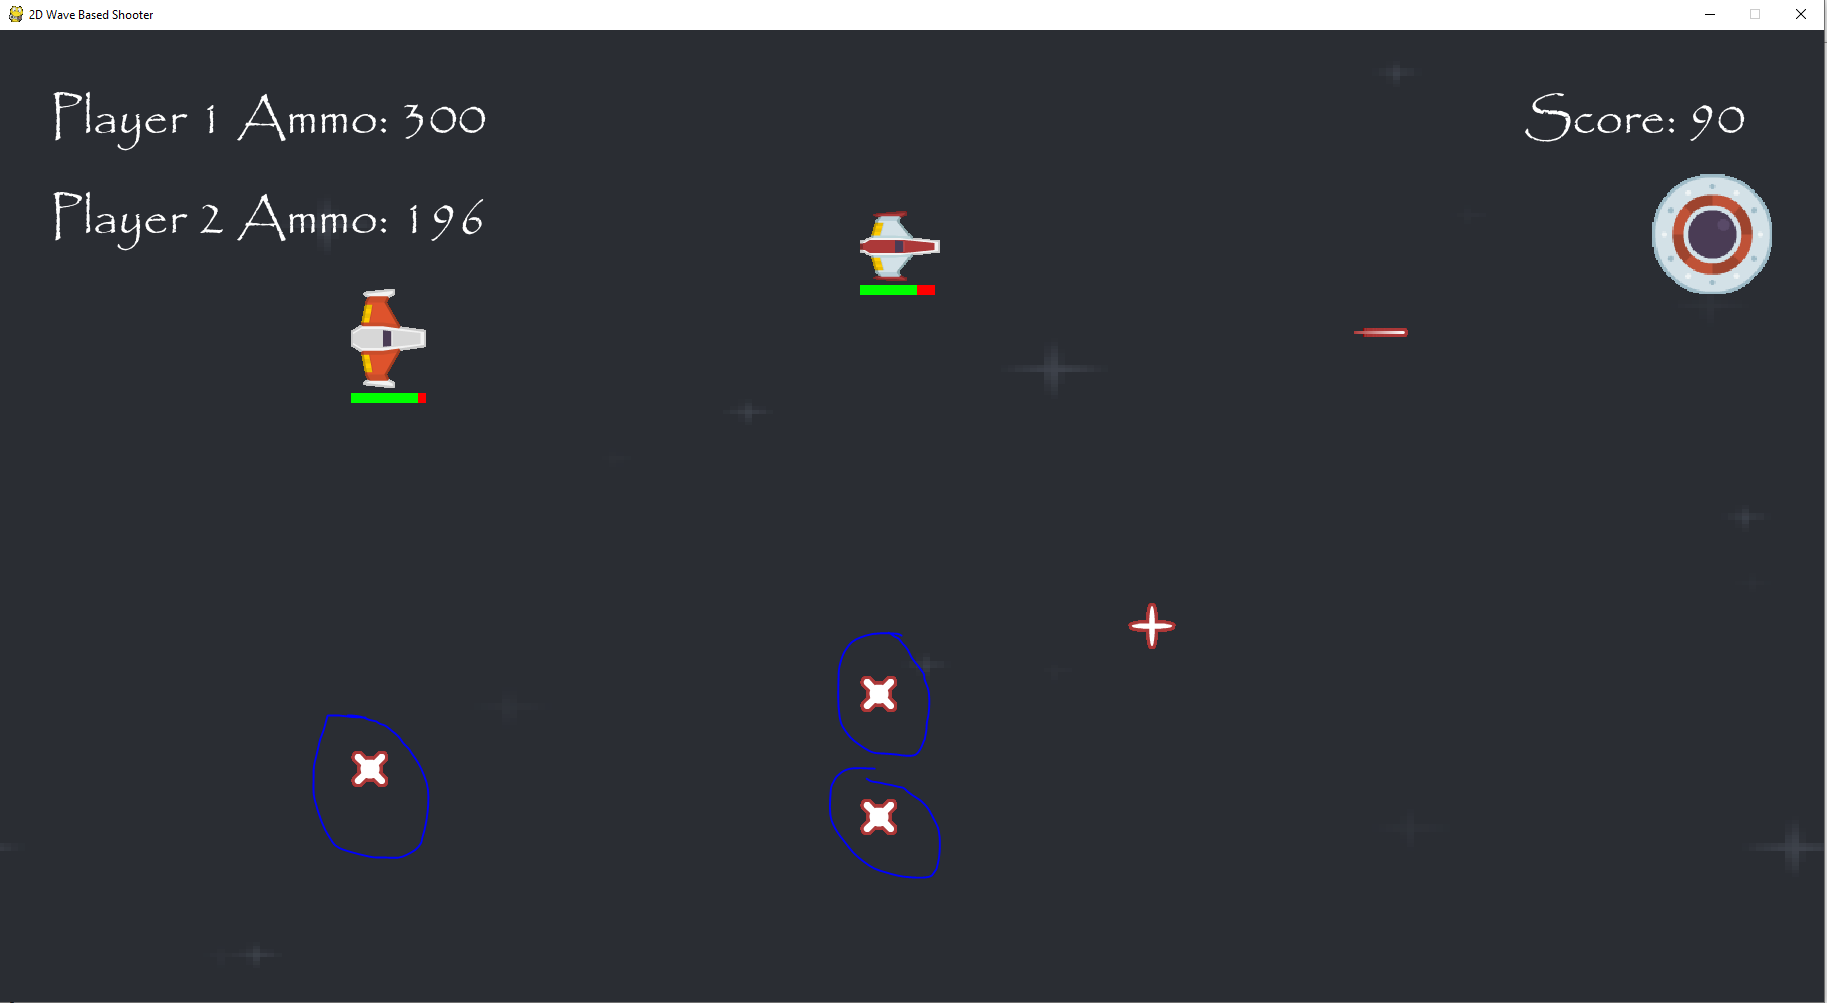 2D Wave Based Shooter
Player 1 Ammo: 300
Score: 90
Player 2 Ammo: 196